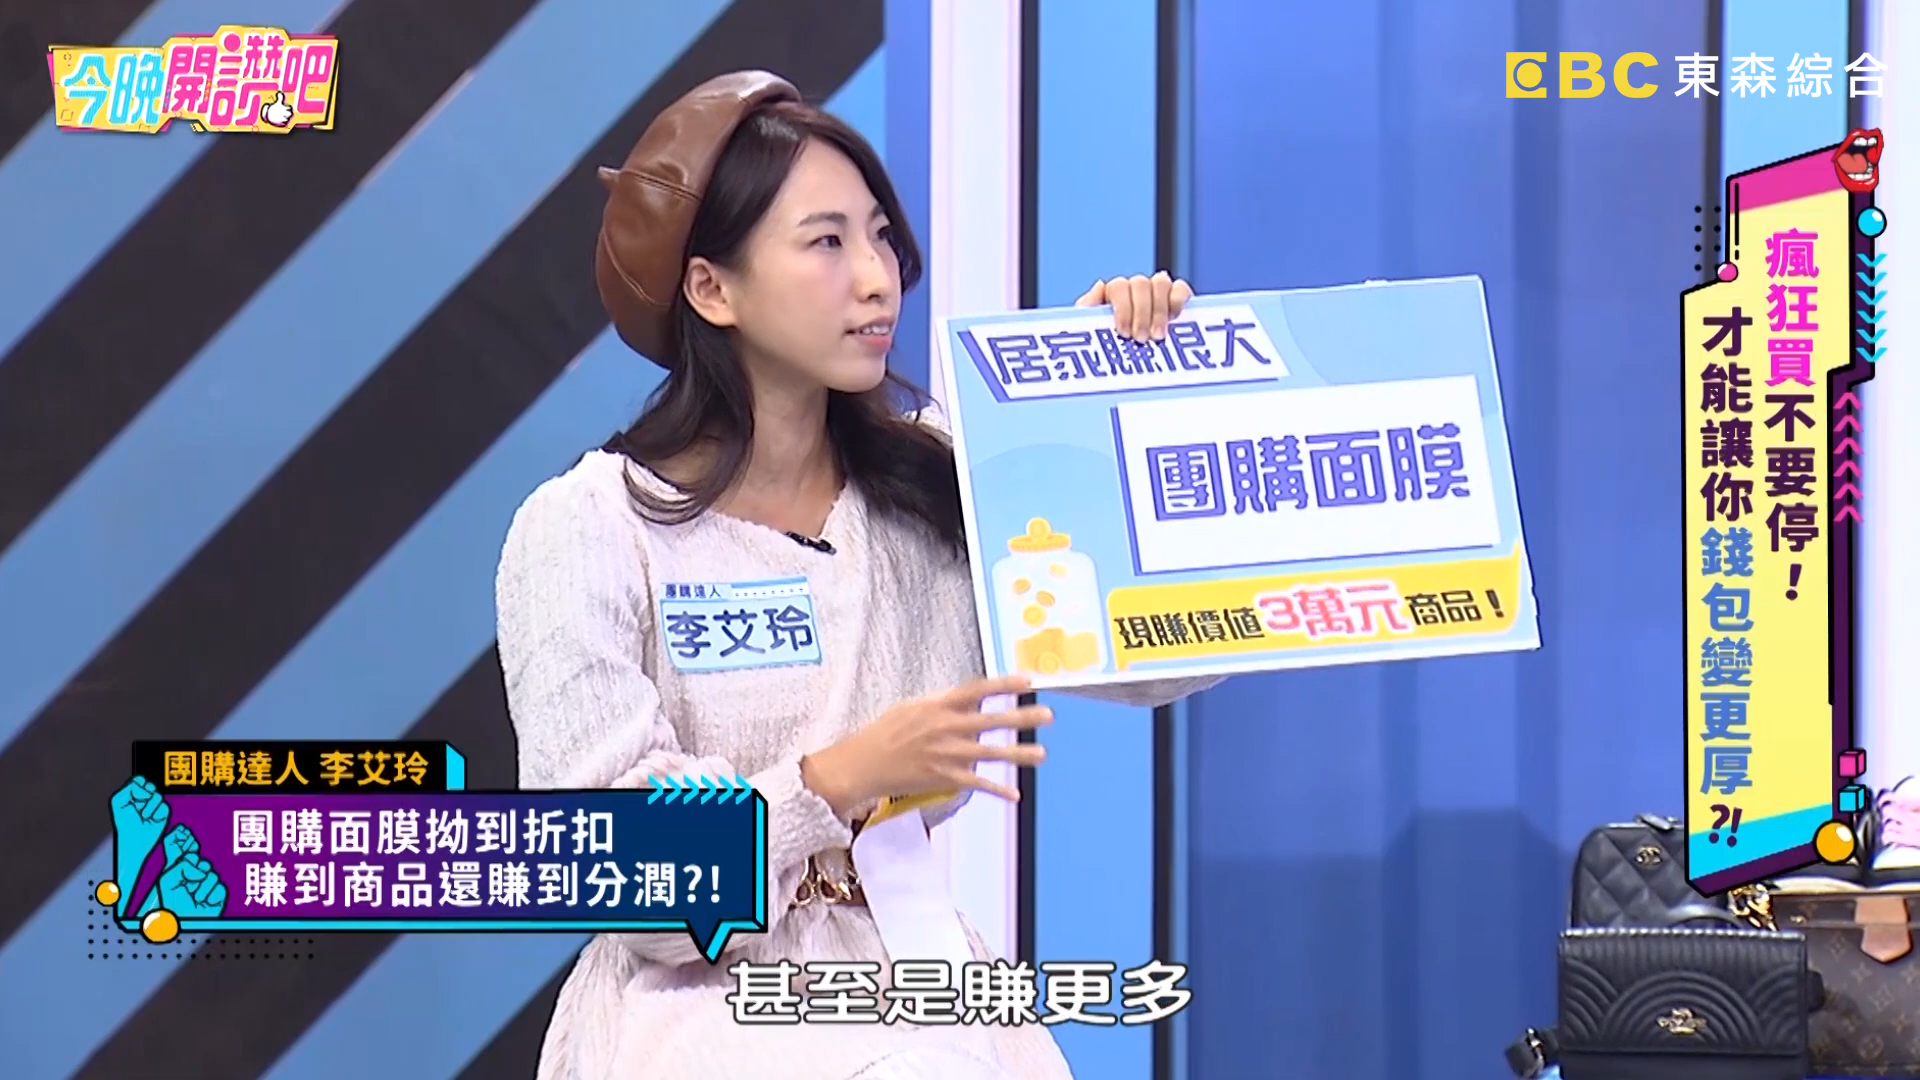 今晚開讚吧
EBC 東森綜合
瘋狂買不要停！
才能讓你錢包變更厚?!
居家賺很大
團購面膜
現賺價值3萬元商品！
團購達人
李艾玲
團購達人 李艾玲
團購面膜拗到折扣
賺到商品還賺到分潤?!
甚至是賺更多